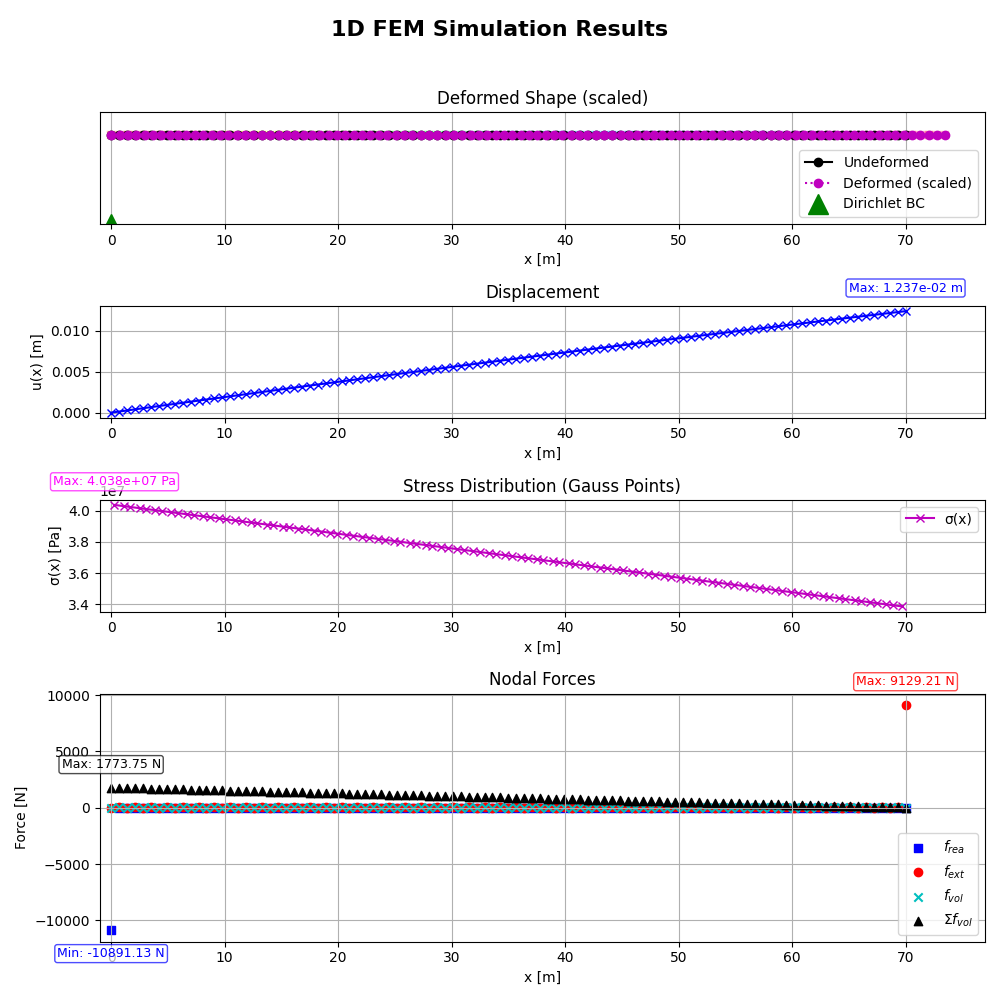 1D FEM Simulation Results
Deformed Shape (scaled)
Undeformed
Deformed (scaled)
Dirichlet BC
0 10 20 30 40 50 60 70
x [m]
Max: 1.237e-02 m
Displacement
u(x) [m]
0.010
0.005
0.000
0 10 20 30 40 50 60 70
x [m]
Max: 4.038e+07 Pa
1e7
Stress Distribution (Gauss Points)
σ(x) [Pa]
σ(x)
4.0
3.8
3.6
3.4
0 10 20 30 40 50 60 70
x [m]
Nodal Forces
Max: 9129.21 N
Force [N]
10000
5000
Max: 1773.75 N
0
−5000
−10000
f_rea
f_ext
f_vol
Σf_vol
Min: -10891.13 N
0 10 20 30 40 50 60 70
x [m]